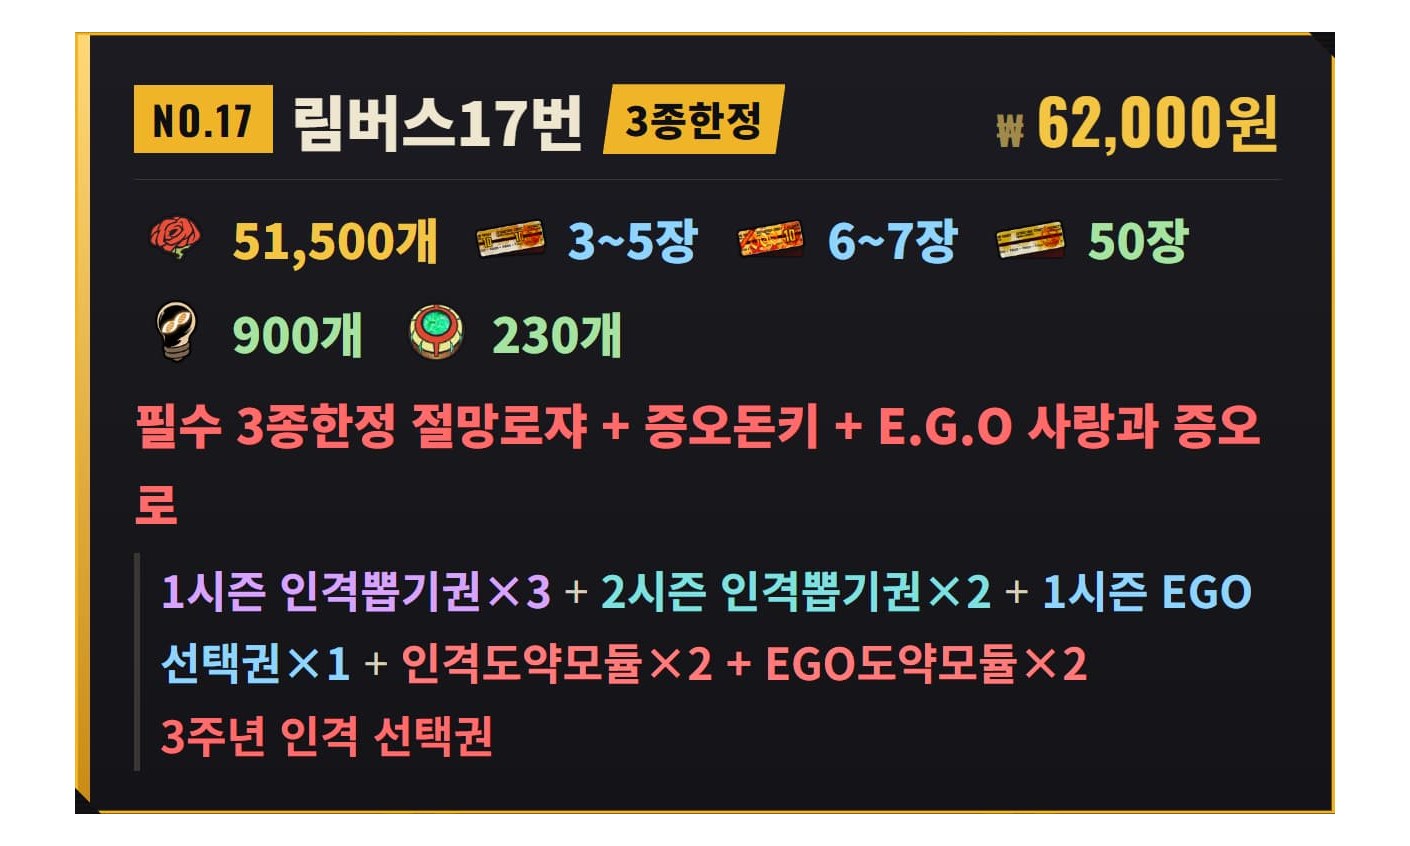 NO.17 림버스17번 3종한정 ₩ 62,000원
51,500개 3~5장 6~7장 50장
900개 230개
필수 3종한정 절망로쟈 + 증오돈키 + E.G.O 사랑과 증오
로
1시즌 인격뽑기권×3 + 2시즌 인격뽑기권×2 + 1시즌 EGO
선택권×1 + 인격도약모듈×2 + EGO도약모듈×2
3주년 인격 선택권